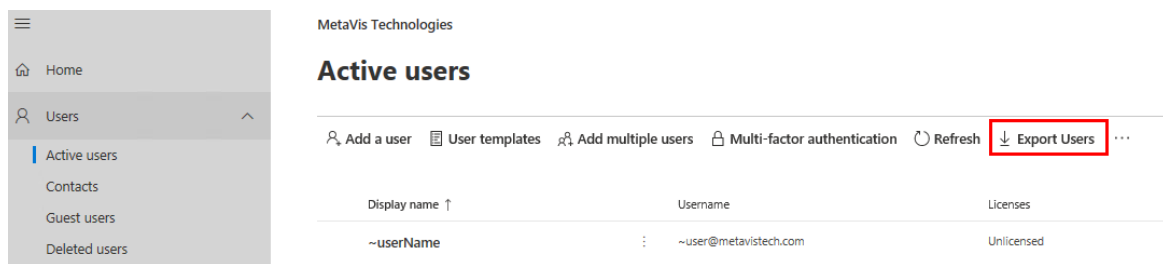 MetaVis Technologies
Home
Active users
Users
Add a user User templates Add multiple users Multi-factor authentication Refresh Export Users ...
Active users
Contacts
Guest users
Deleted users
Display name ↑ Username Licenses
~userName ~user@metavistech.com Unlicensed